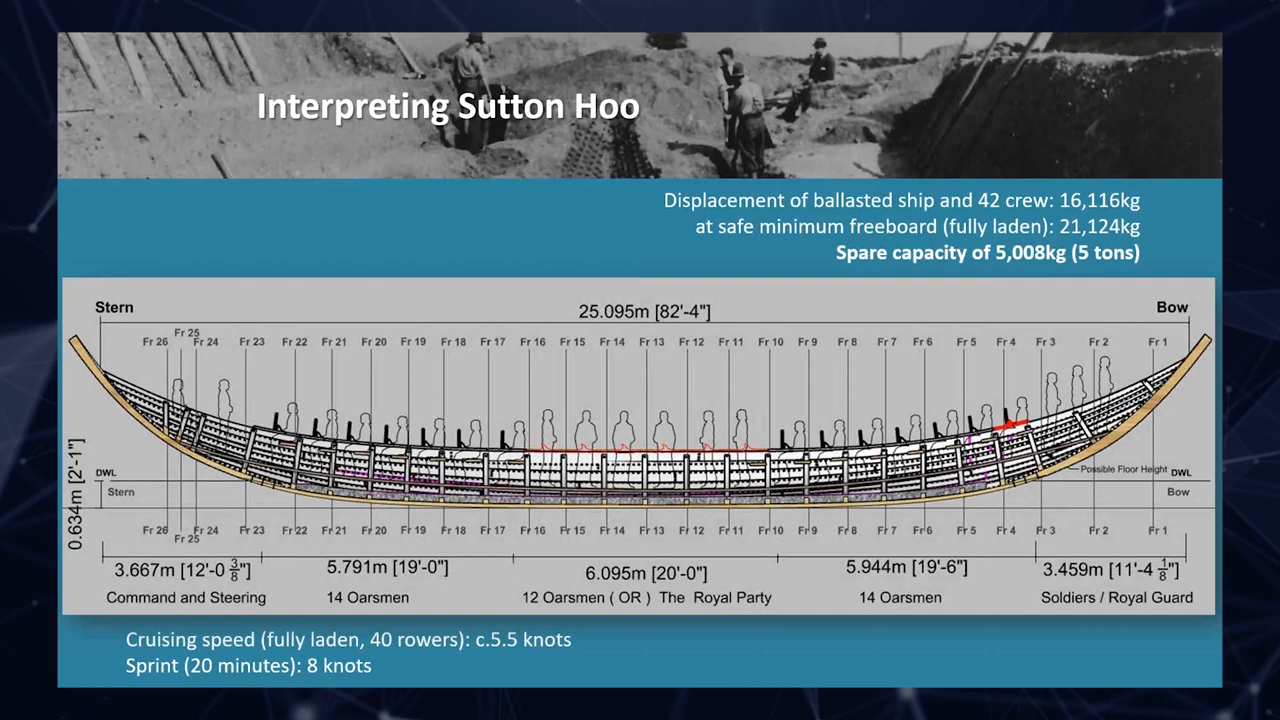 Interpreting Sutton Hoo
Displacement of ballasted ship and 42 crew: 16,116kg
at safe minimum freeboard (fully laden): 21,124kg
Spare capacity of 5,008kg (5 tons)
Stern
25.095m [82'-4"]
Bow
Fr 26 Fr 25 Fr 24 Fr 23 Fr 22 Fr 21 Fr 20 Fr 19 Fr 18 Fr 17 Fr 16 Fr 15 Fr 14 Fr 13 Fr 12 Fr 11 Fr 10 Fr 9 Fr 8 Fr 7 Fr 6 Fr 5 Fr 4 Fr 3 Fr 2 Fr 1
0.634m [2'-1"]
DWL
Stern
Possible Floor Height
DWL
Bow
Fr 26 Fr 25 Fr 24 Fr 23 Fr 22 Fr 21 Fr 20 Fr 19 Fr 18 Fr 17 Fr 16 Fr 15 Fr 14 Fr 13 Fr 12 Fr 11 Fr 10 Fr 9 Fr 8 Fr 7 Fr 6 Fr 5 Fr 4 Fr 3 Fr 2 Fr 1
3.667m [12'-0 3/8"] 5.791m [19'-0"] 6.095m [20'-0"] 5.944m [19'-6"] 3.459m [11'-4 1/8"]
Command and Steering 14 Oarsmen 12 Oarsmen ( OR ) The Royal Party 14 Oarsmen Soldiers / Royal Guard
Cruising speed (fully laden, 40 rowers): c.5.5 knots
Sprint (20 minutes): 8 knots